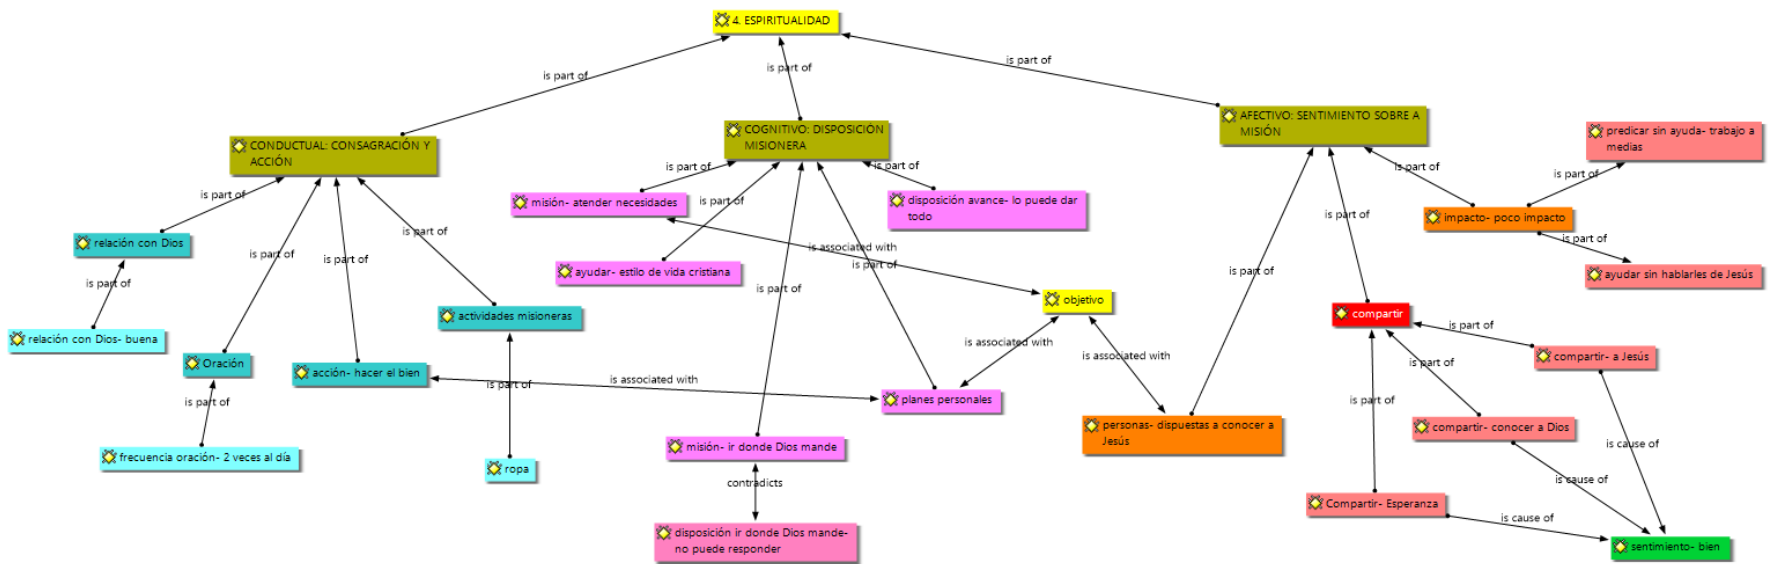 4. ESPIRITUALIDAD
is part of
is part of
is part of
CONDUCTUAL: CONSAGRACIÓN Y
ACCIÓN
COGNITIVO: DISPOSICIÓN
MISIONERA
AFECTIVO: SENTIMIENTO SOBRE A
MISIÓN
predicar sin ayuda- trabajo a
medias
is part of
is part of
is part of
is part of
is part of
misión- atender necesidades
is part of
disposición avance- lo puede dar
todo
is part of
impacto- poco impacto
relación con Dios
is part of
is part of
is part of
is associated with
is part of
is part of
ayudar- estilo de vida cristiana
is part of
ayudar sin hablarles de Jesús
is part of
is part of
objetivo
actividades misioneras
compartir
relación con Dios- buena
is part of
is associated with
is associated with
compartir- a Jesús
Oración
acción- hacer el bien
is associated with
is part of
is part of
is part of
planes personales
is part of
personas- dispuestas a conocer a
Jesús
compartir- conocer a Dios
misión- ir donde Dios mande
is cause of
frecuencia oración- 2 veces al día
ropa
contradicts
is cause of
Compartir- Esperanza
is cause of
disposición ir donde Dios mande-
no puede responder
sentimiento- bien